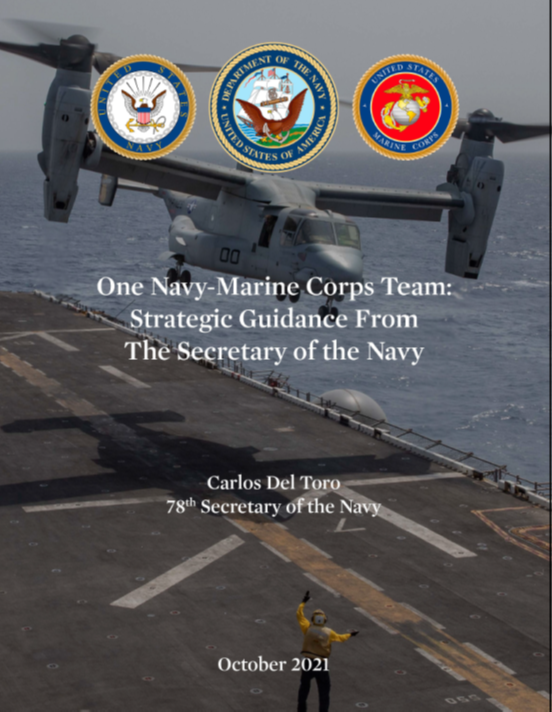 UNITED STATES
NAVY
DEPARTMENT OF THE NAVY
UNITED STATES OF AMERICA
UNITED STATES
MARINE CORPS
00
One Navy-Marine Corps Team:
Strategic Guidance From
The Secretary of the Navy
Carlos Del Toro
78th Secretary of the Navy
October 2021